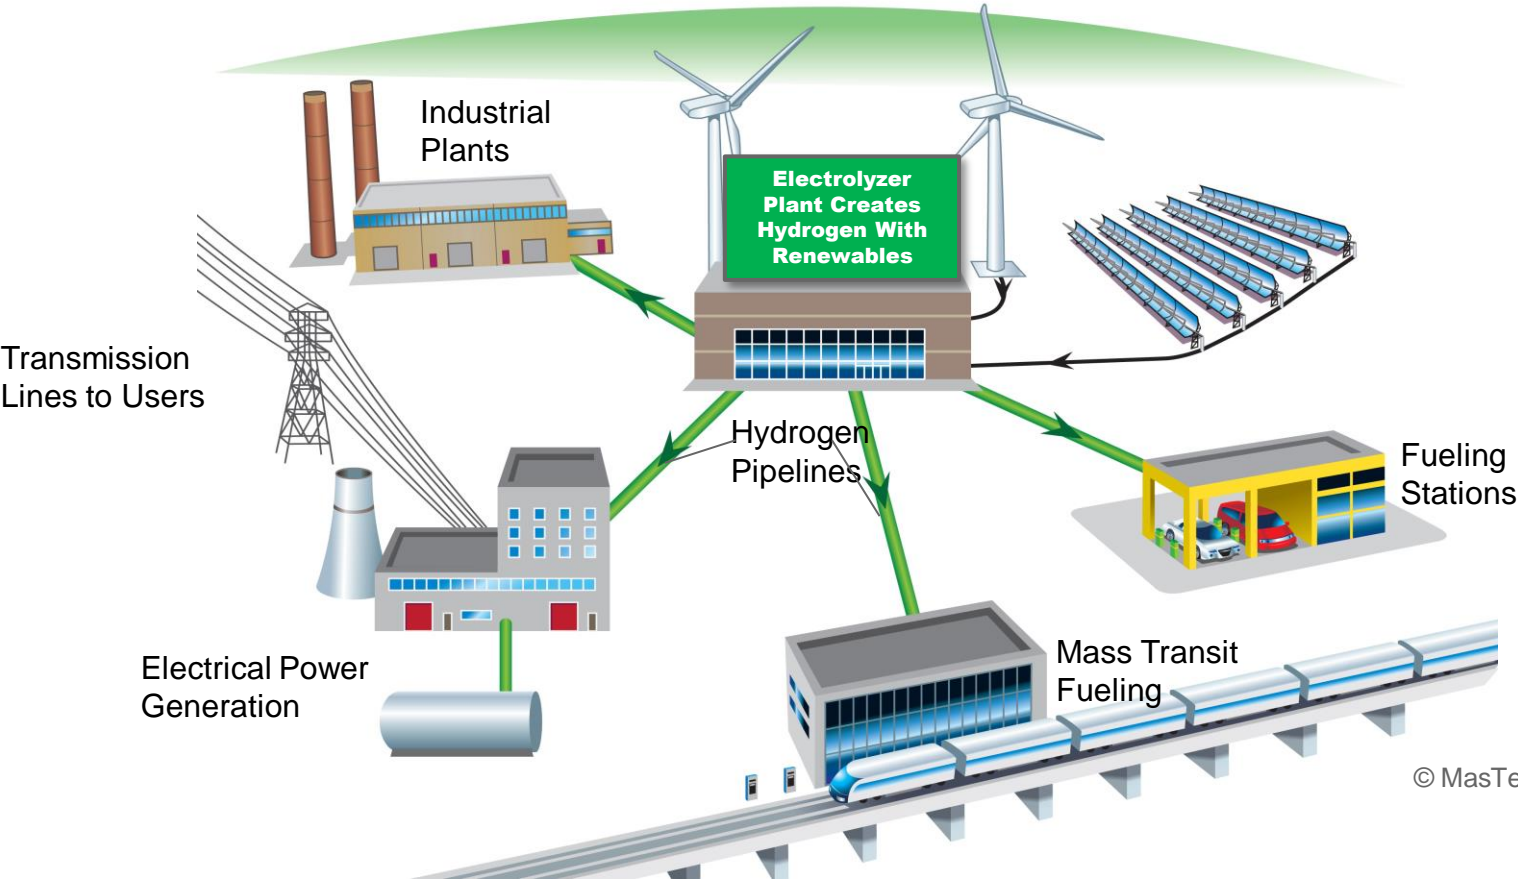 Industrial
Plants
Electrolyzer
Plant Creates
Hydrogen With
Renewables
Transmission
Lines to Users
Hydrogen
Pipelines
Fueling
Stations
Electrical Power
Generation
Mass Transit
Fueling
© MasTe